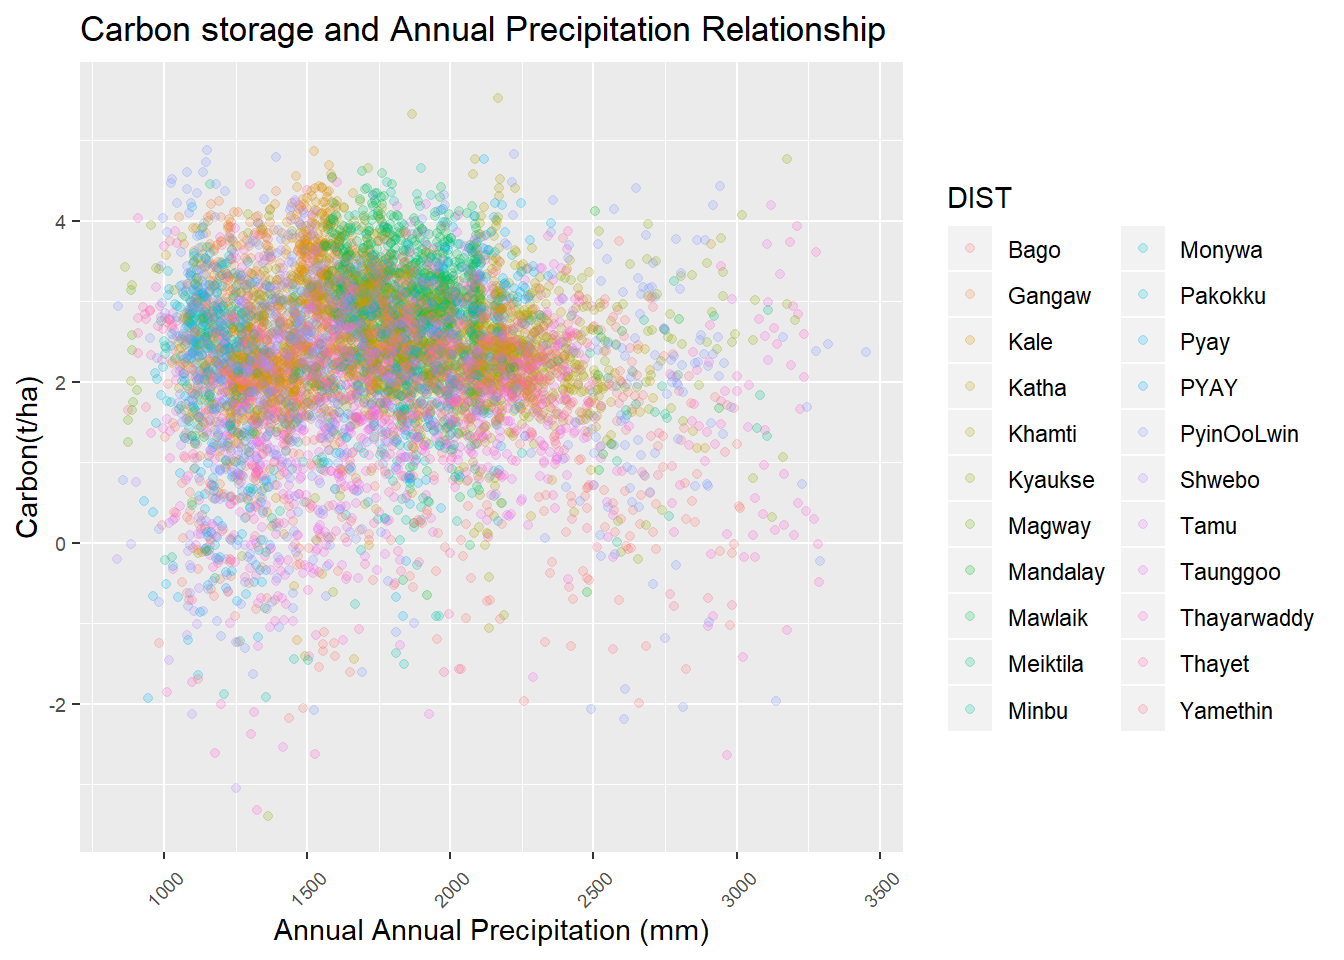 Carbon storage and Annual Precipitation Relationship
Carbon(t/ha)
4
2
0
-2
1000
1500
2000
2500
3000
3500
Annual Annual Precipitation (mm)
DIST
Bago
Gangaw
Kale
Katha
Khamti
Kyaukse
Magway
Mandalay
Mawlaik
Meiktila
Minbu
Monywa
Pakokku
Pyay
PYAY
PyinOoLwin
Shwebo
Tamu
Taunggoo
Thayarwaddy
Thayet
Yamethin